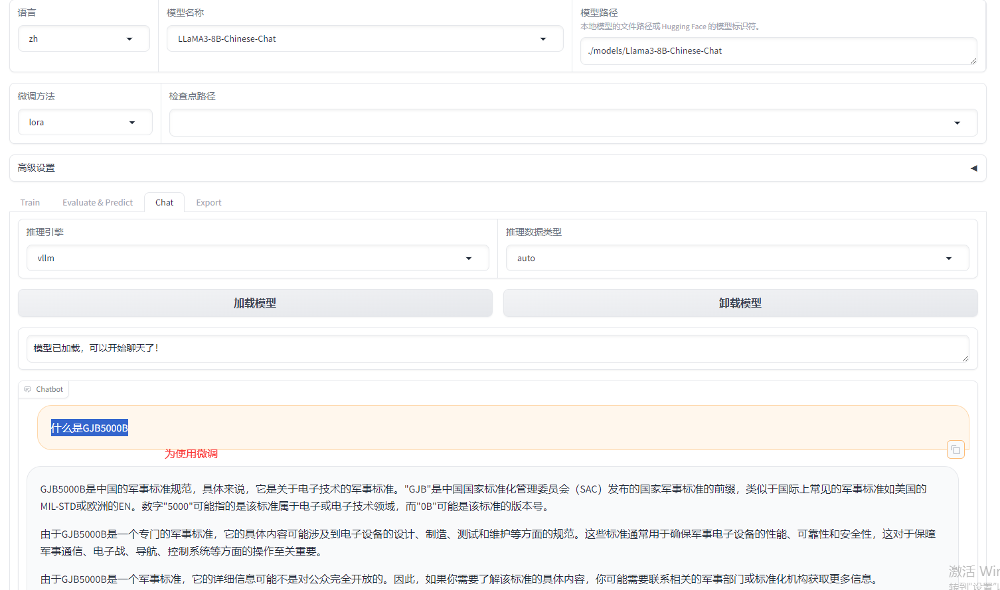 语言
模型名称
模型路径
本地模型的文件路径或 Hugging Face 的模型标识符。
zh
LLaMA3-8B-Chinese-Chat
./models/Llama3-8B-Chinese-Chat
微调方法
检查点路径
lora
高级设置
Train
Evaluate & Predict
Chat
Export
推理引擎
推理数据类型
vllm
auto
加载模型
卸载模型
模型已加载，可以开始聊天了！
Chatbot
什么是GJB5000B
为使用微调
GJB5000B是中国的军事标准规范，具体来说，它是关于电子技术的军事标准。"GJB"是中国国家标准化管理委员会（SAC）发布的国家军事标准的前缀，类似于国际上常见的军事标准如美国的
MIL-STD或欧洲的EN。数字"5000"可能指的是该标准属于电子或电子技术领域，而"0B"可能是该标准的版本号。
由于GJB5000B是一个专门的军事标准，它的具体内容可能涉及到电子设备的设计、制造、测试和维护等方面的规范。这些标准通常用于确保军事电子设备的性能、可靠性和安全性，这对于保障
军事通信、电子战、导航、控制系统等方面的操作至关重要。
由于GJB5000B是一个军事标准，它的详细信息可能不是对公众完全开放的。因此，如果你需要了解该标准的具体内容，你可能需要联系相关的军事部门或标准化机构获取更多信息。
激活 Win
转到"设置"